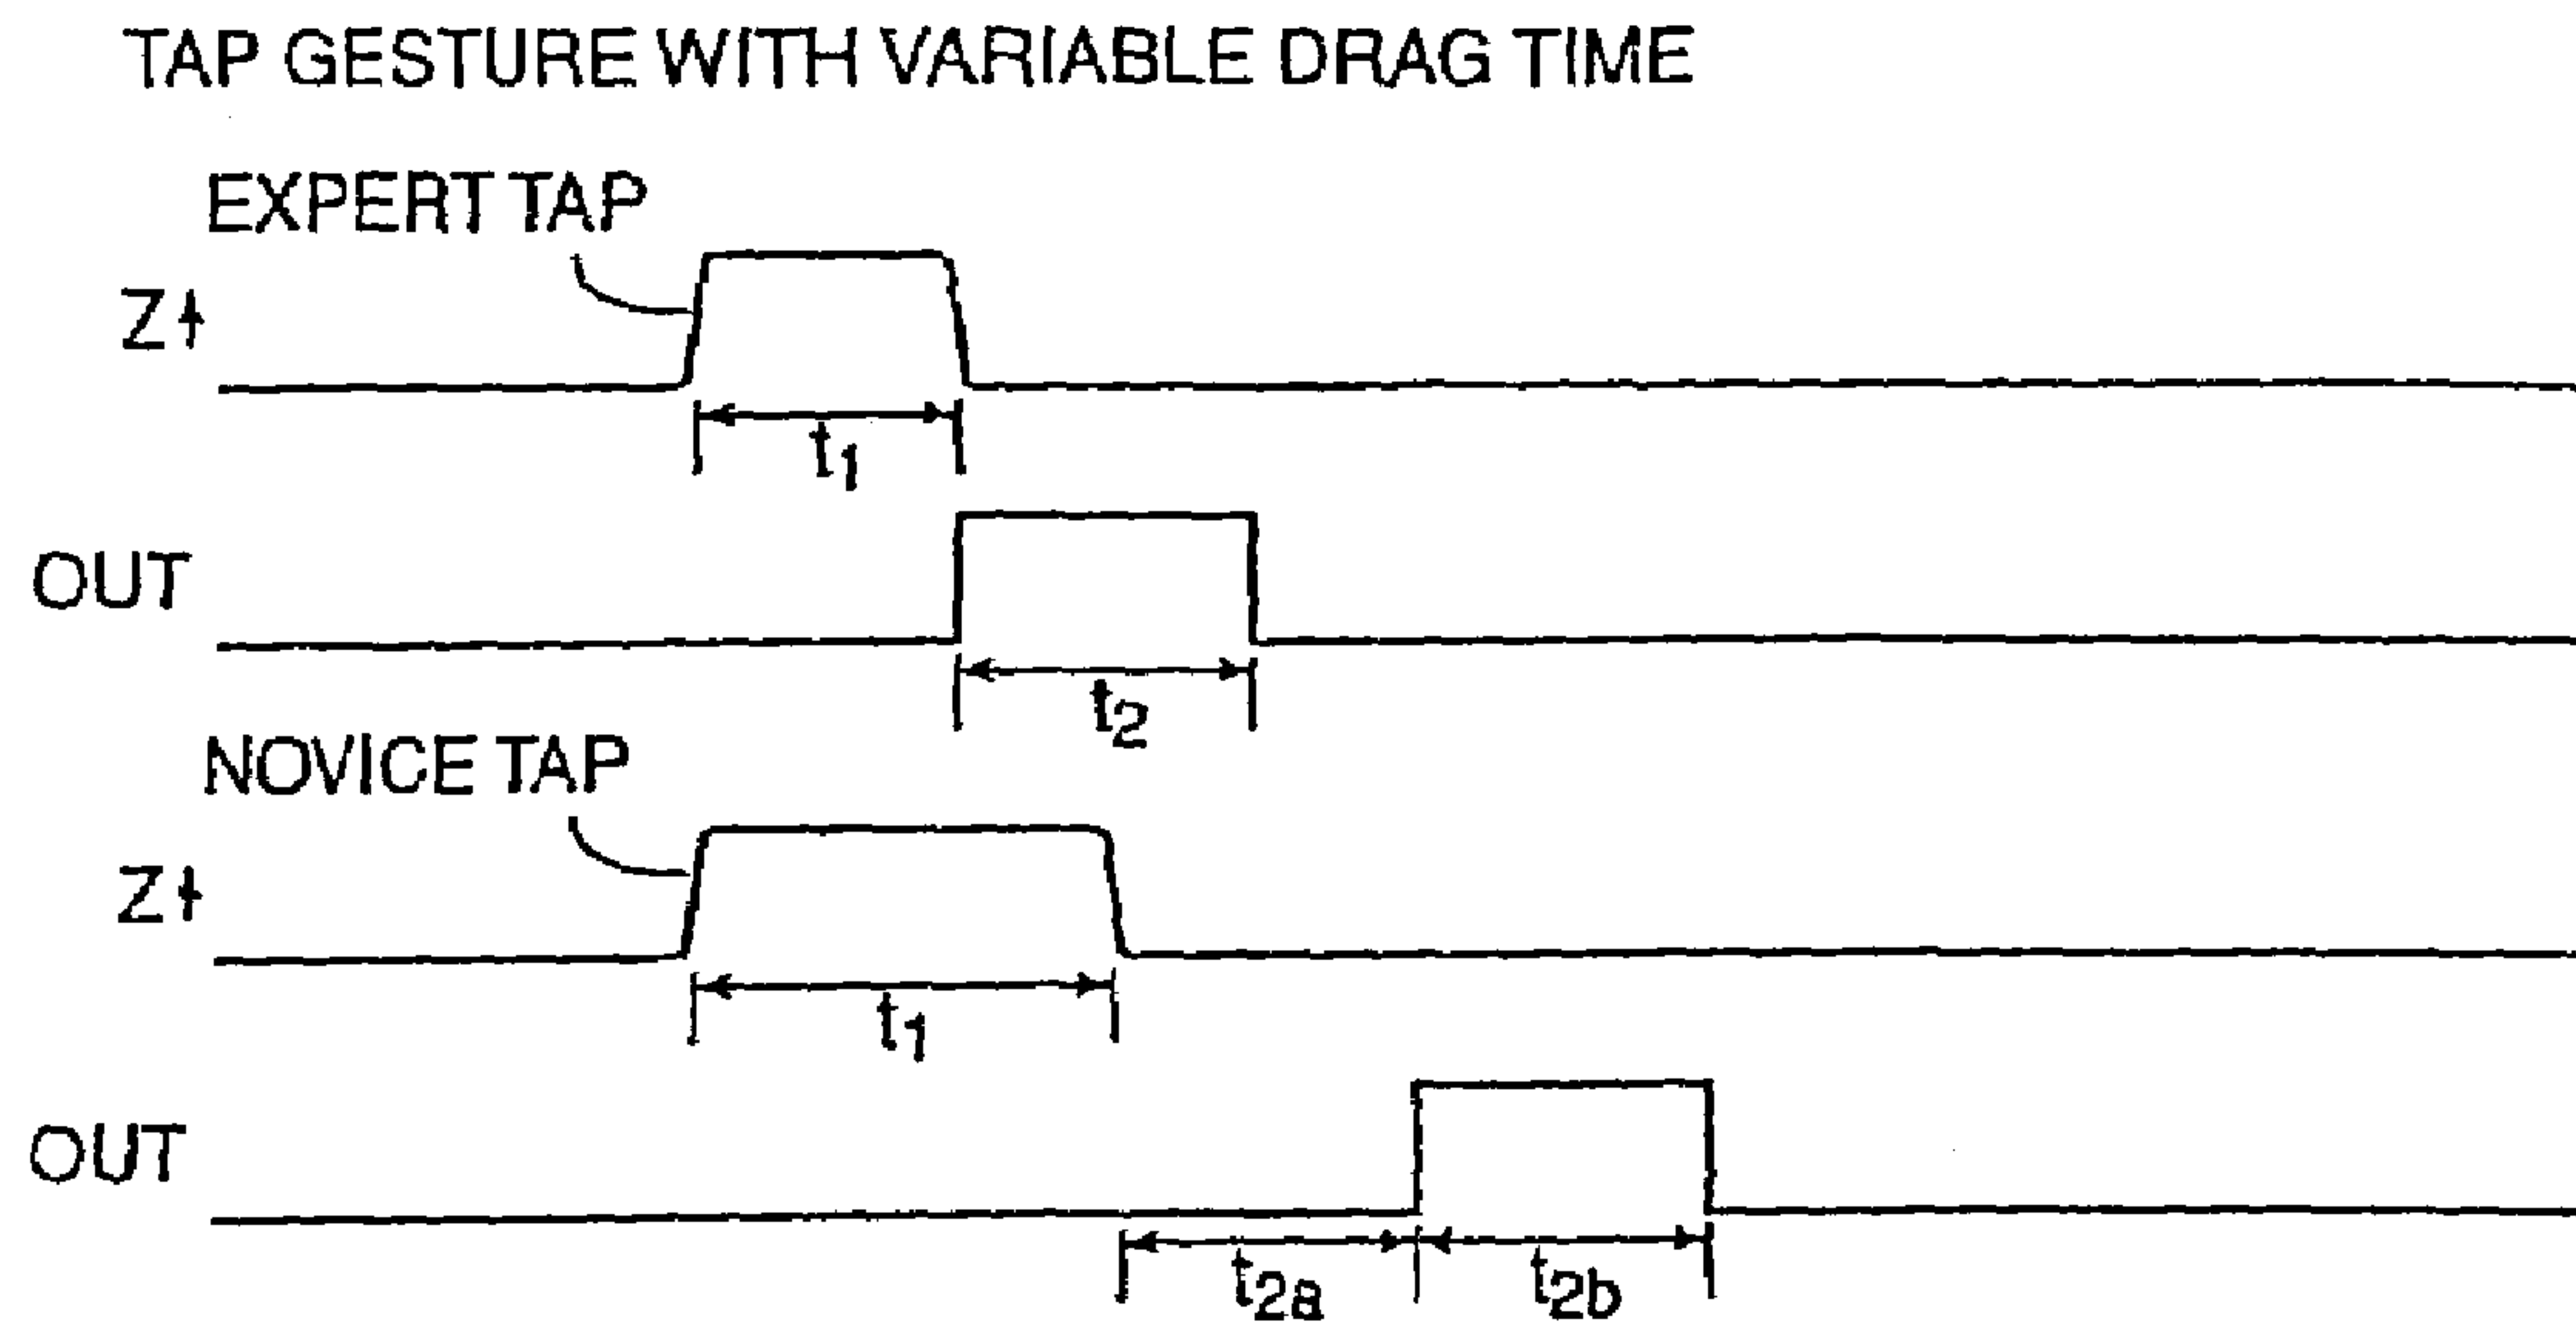 TAP GESTURE WITH VARIABLE DRAG TIME
EXPERT TAP
Z
t1
OUT
t2
NOVICE TAP
Z
t1
OUT
t2a t2b